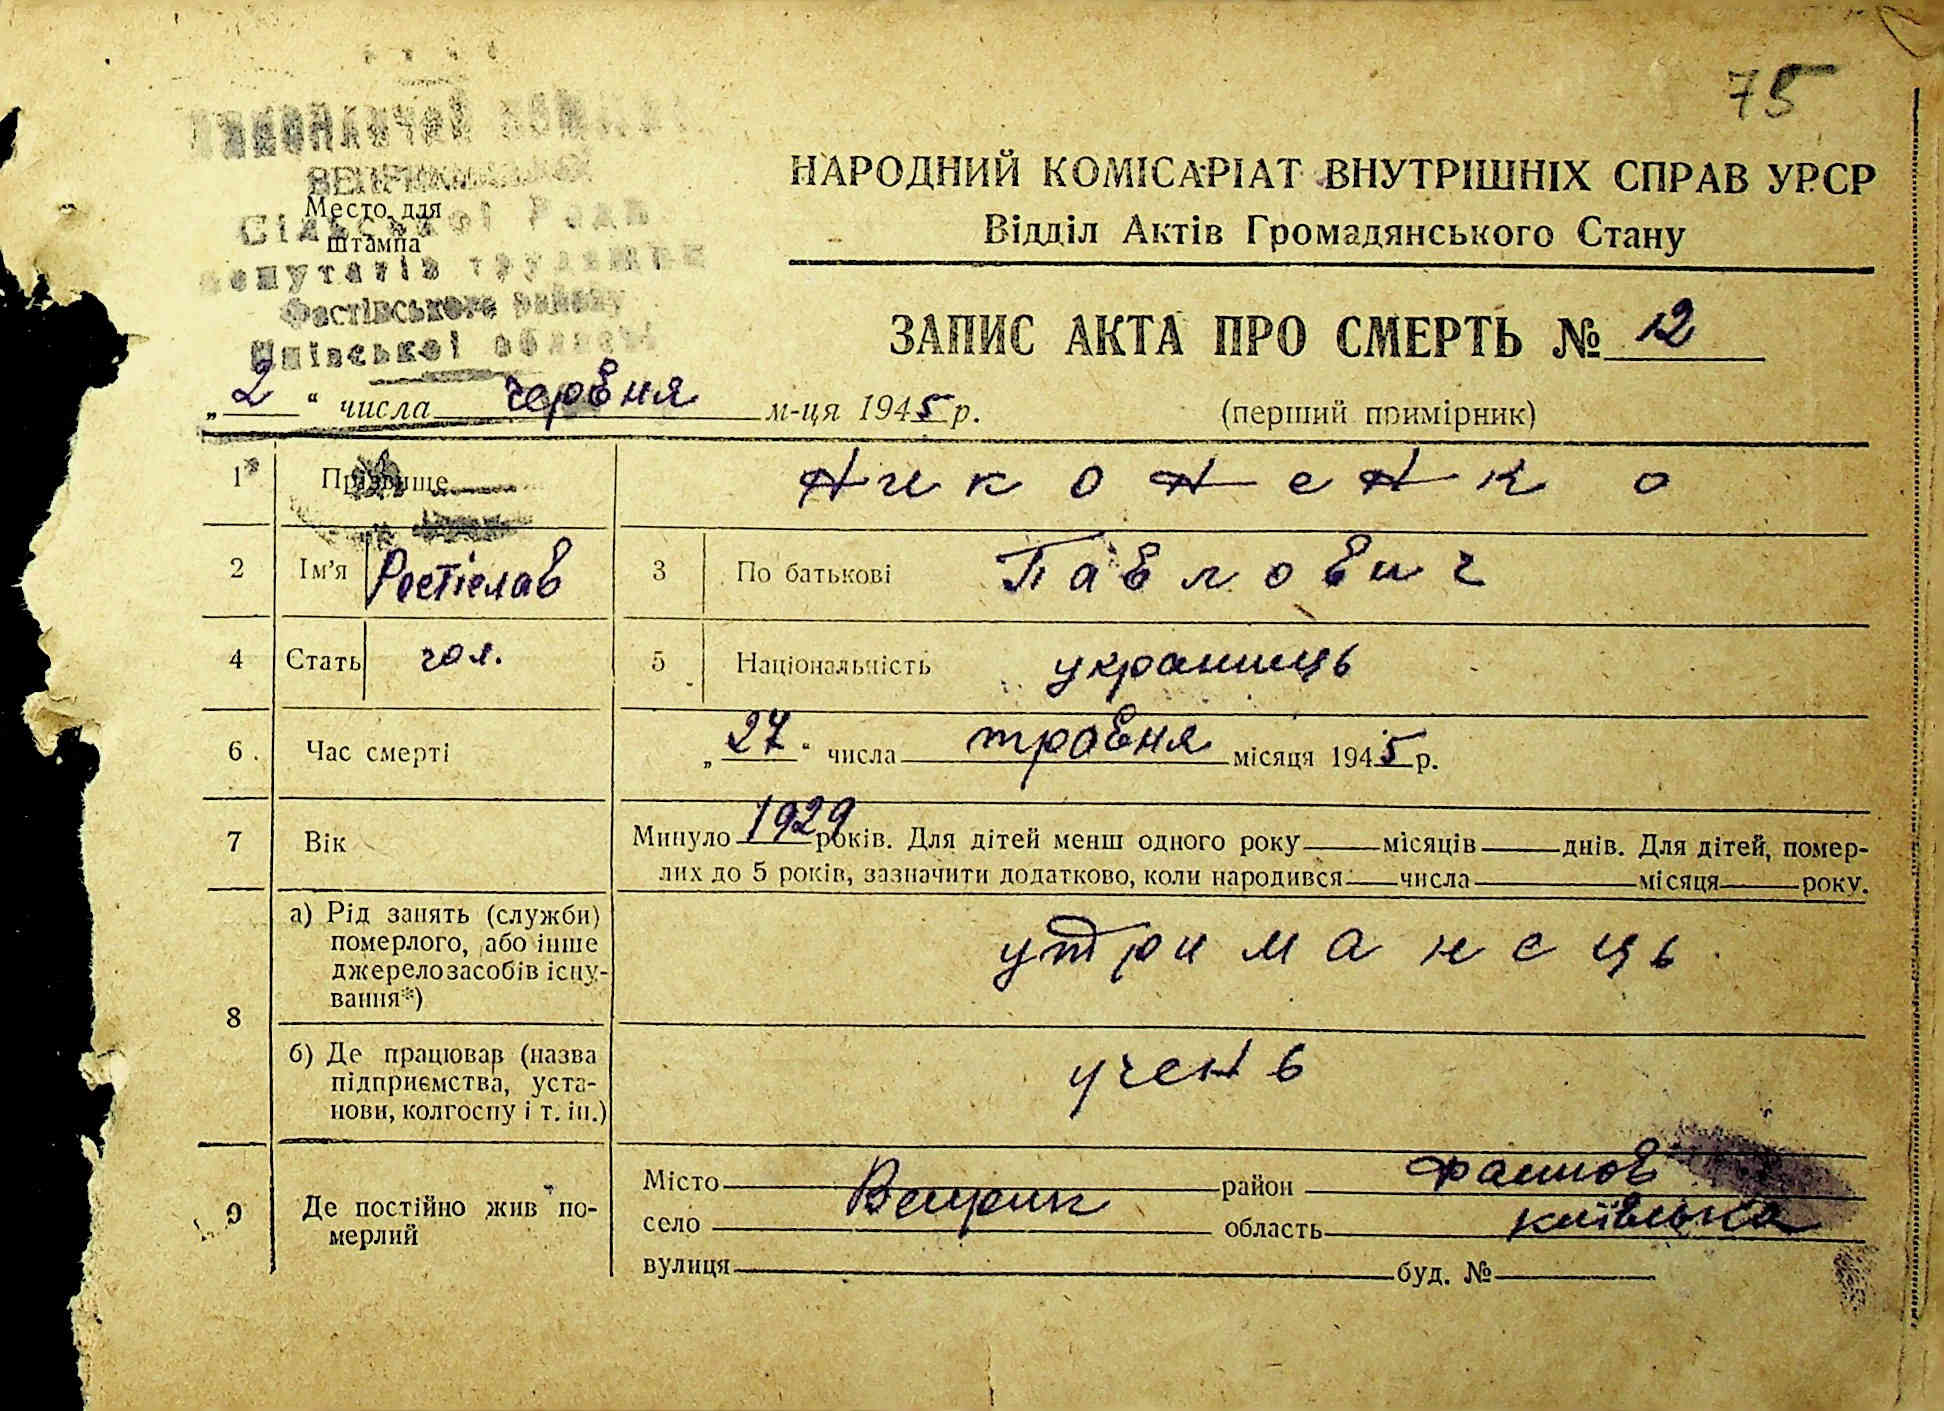 75
Сільської Ради
депутатів трудящих
Фастівського району
Київської області
Место для
штампа
НАРОДНИЙ КОМІСАРІАТ ВНУТРІШНІХ СПРАВ УРСР
Відділ Актів Громадянського Стану
ЗАПИС АКТА ПРО СМЕРТЬ № 12
„2“ числа червня м-ця 1945 р. (перший примірник)
1 Прізвище Никоненко
2 Ім'я Ростіслав 3 По батькові Павлович
4 Стать чол. 5 Національність украинць
6. Час смерті „27“ числа травня місяця 1945 р.
7 Вік Минуло 1929 років. Для дітей менш одного року місяців днів. Для дітей, помер-
лих до 5 років, зазначити додатково, коли народився числа місяця року.
8 а) Рід занять (служби)
померлого, або інше
джерело засобів існу-
вання*)
утриманець
б) Де працював (назва
підприємства, уста-
нови, колгоспу і т. ін.)
учень
9 Де постійно жив по-
мерлий
Місто район Фастов
село Веприк область київська
вулиця буд. №